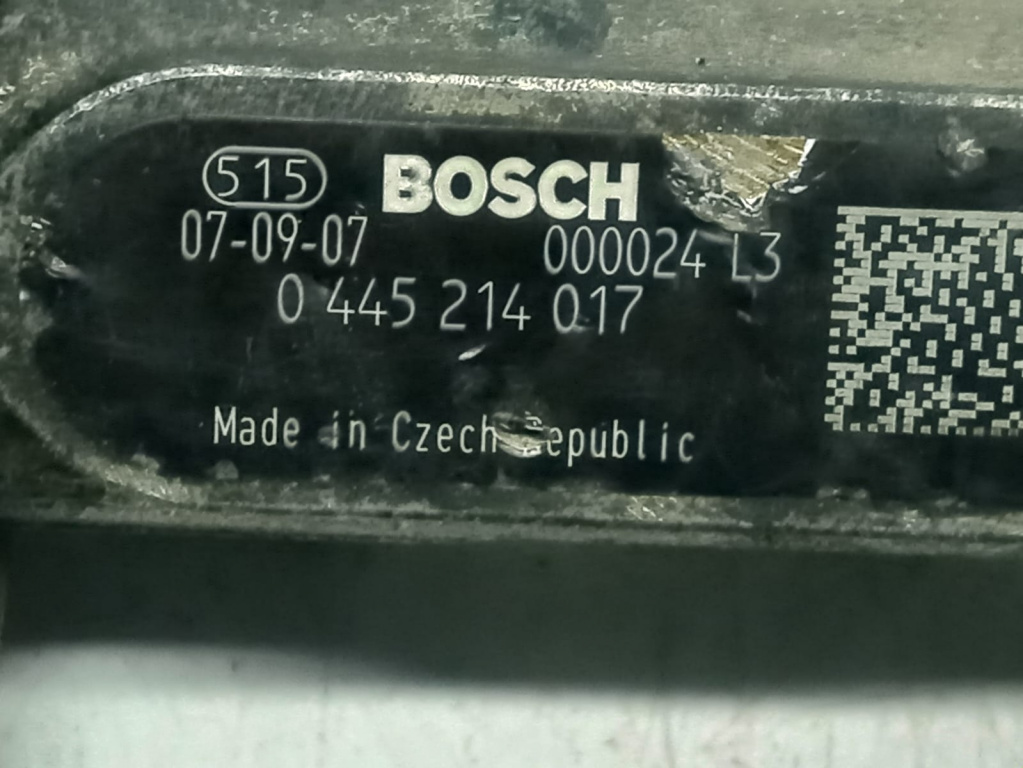 515 BOSCH
07-09-07 000024 L3
0 445 214 017
Made in Czech Republic